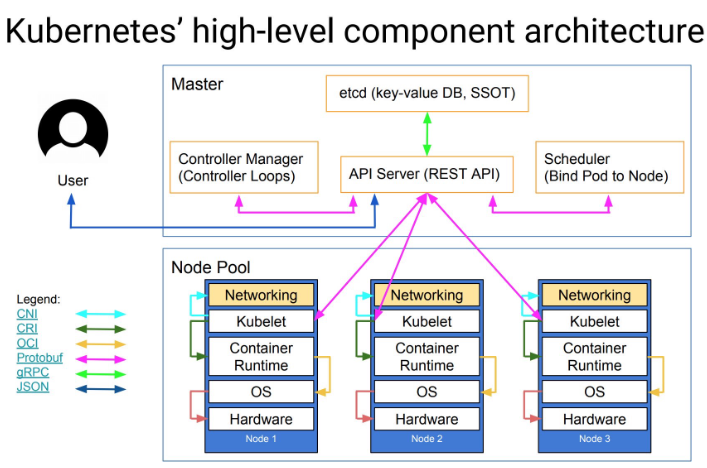 Kubernetes’ high-level component architecture
Master
etcd (key-value DB, SSOT)
Controller Manager
(Controller Loops)
API Server (REST API)
Scheduler
(Bind Pod to Node)
User
Node Pool
Networking
Kubelet
Container
Runtime
OS
Hardware
Node 1
Networking
Kubelet
Container
Runtime
OS
Hardware
Node 2
Networking
Kubelet
Container
Runtime
OS
Hardware
Node 3
Legend:
CNI
CRI
OCI
Protobuf
gRPC
JSON